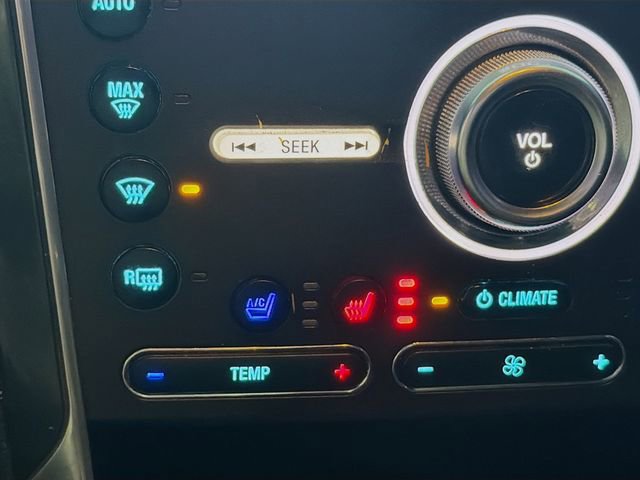 AUTO
MAX
VOL
SEEK
R
A/C
CLIMATE
- TEMP +
- +